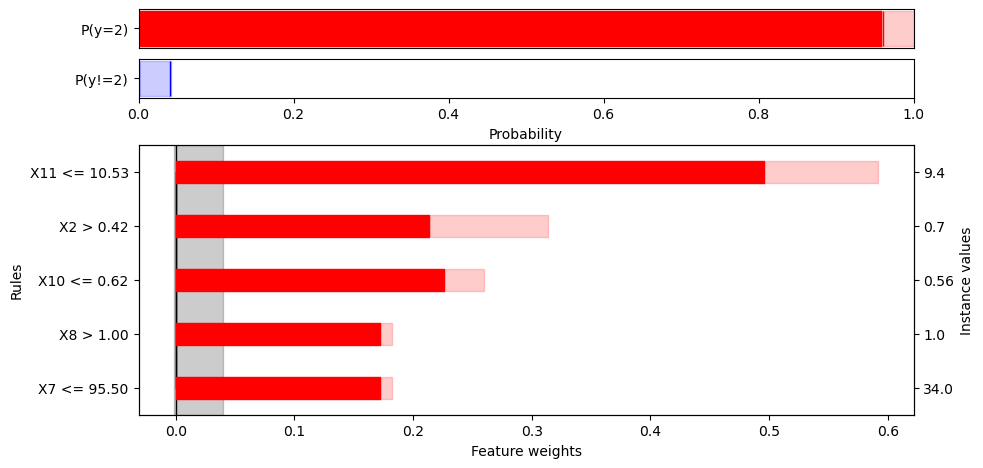 P(y=2)
P(y!=2)
0.0 0.2 0.4 0.6 0.8 1.0
Probability
X11 <= 10.53 9.4
X2 > 0.42 0.7
X10 <= 0.62 0.56
X8 > 1.00 1.0
X7 <= 95.50 34.0
Rules
Instance values
0.0 0.1 0.2 0.3 0.4 0.5 0.6
Feature weights